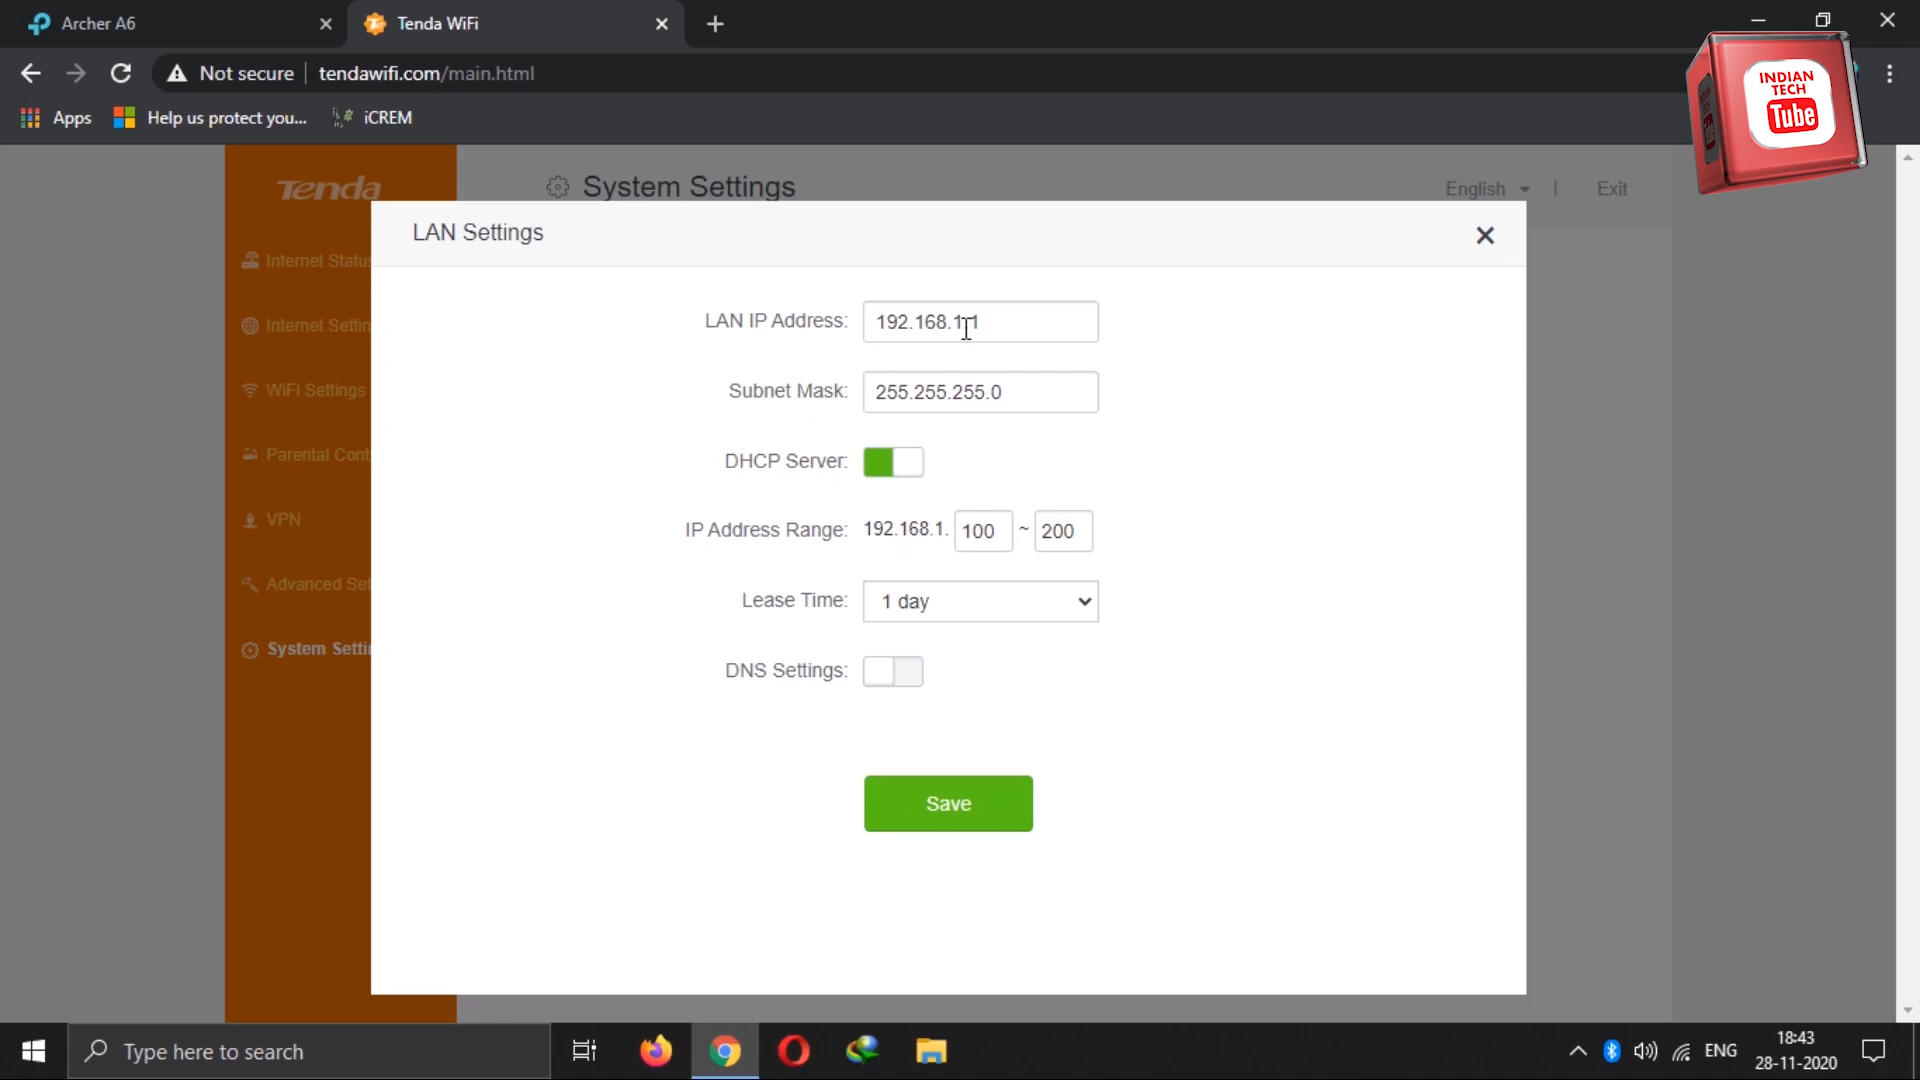 Archer A6
Tenda WiFi
Not secure
tendawifi.com/main.html
Apps
Help us protect you...
iCREM
INDIAN
TECH
Tube
Tenda
System Settings
English
Exit
Internet Status
Internet Settin
WiFi Settings
Parental Cont
VPN
Advanced Set
System Settin
LAN Settings
LAN IP Address: 192.168.1.1
Subnet Mask: 255.255.255.0
DHCP Server:
IP Address Range: 192.168.1. 100 ~ 200
Lease Time: 1 day
DNS Settings:
Save
Type here to search
ENG
18:43
28-11-2020